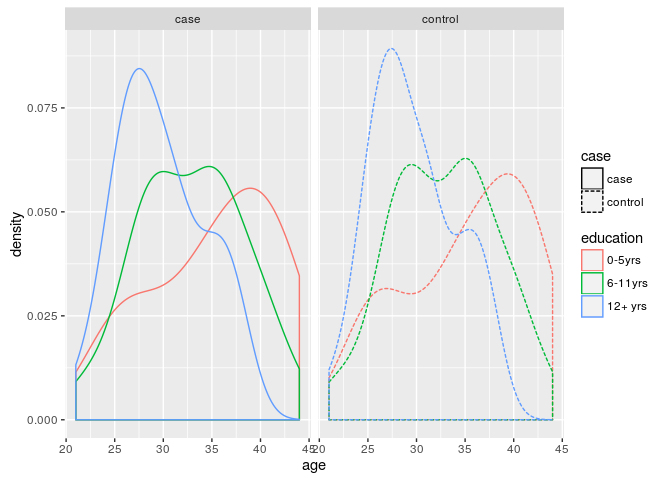 case control
density
0.075
0.050
0.025
0.000
20 25 30 35 40 45 20 25 30 35 40 45
age
case
case
control
education
0-5yrs
6-11yrs
12+ yrs